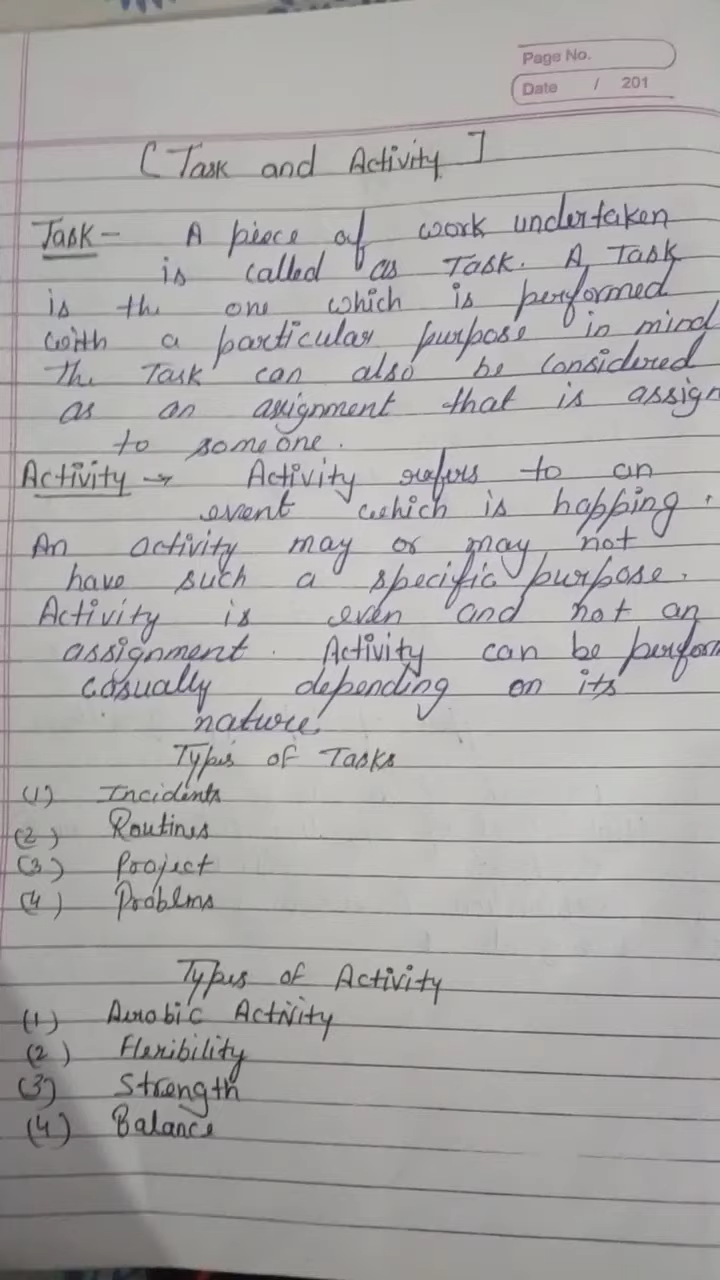 Page No.
Date / 201
[Task and Activity]
Task - A piece of work undertaken
is called as Task. A Task
is the one which is performed
with a particular purpose in mind
The Task can also be considered
as an assignment that is assign
to someone.
Activity → Activity refers to an
event which is happing.
An activity may or may not
have such a specific purpose.
Activity is even and not an
assignment. Activity can be perfor
casually depending on its
nature.
Types of Tasks
(1) Incidents
(2) Routines
(3) Project
(4) Problms
Types of Activity
(1) Aerobic Activity
(2) Flexibility
(3) Strength
(4) Balance